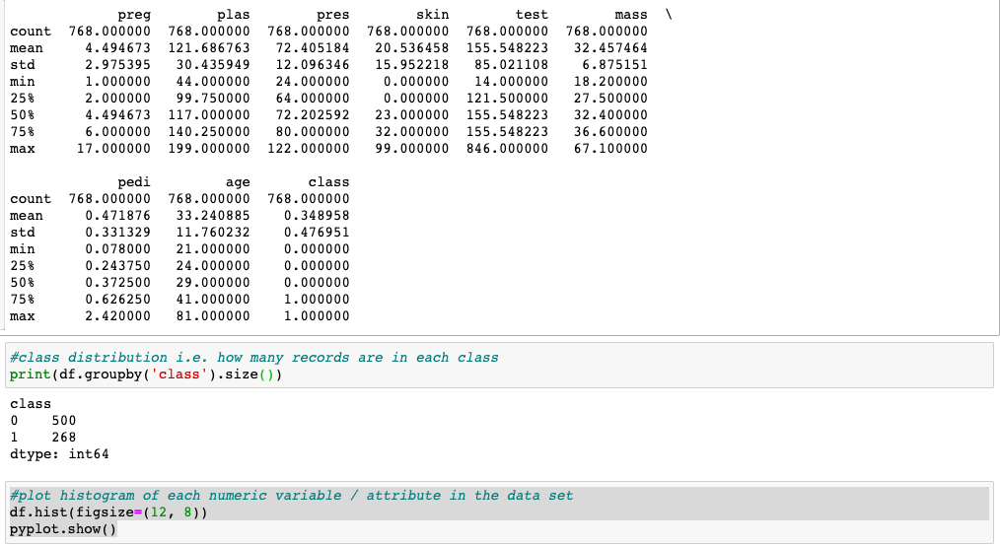 preg        plas        pres        skin        test        mass  \
count  768.000000  768.000000  768.000000  768.000000  768.000000  768.000000
mean     4.494673  121.686763   72.405184   20.536458  155.548223   32.457464
std      2.975395   30.435949   12.096346   15.952218   85.021108    6.875151
min      1.000000   44.000000   24.000000    0.000000   14.000000   18.200000
25%      2.000000   99.750000   64.000000    0.000000  121.500000   27.500000
50%      4.494673  117.000000   72.202592   23.000000  155.548223   32.400000
75%      6.000000  140.250000   80.000000   32.000000  155.548223   36.600000
max     17.000000  199.000000  122.000000   99.000000  846.000000   67.100000
             pedi         age       class
count  768.000000  768.000000  768.000000
mean     0.471876   33.240885    0.348958
std      0.331329   11.760232    0.476951
min      0.078000   21.000000    0.000000
25%      0.243750   24.000000    0.000000
50%      0.372500   29.000000    0.000000
75%      0.626250   41.000000    1.000000
max      2.420000   81.000000    1.000000
#class distribution i.e. how many records are in each class
print(df.groupby('class').size())
class
0    500
1    268
dtype: int64
#plot histogram of each numeric variable / attribute in the data set
df.hist(figsize=(12, 8))
pyplot.show()